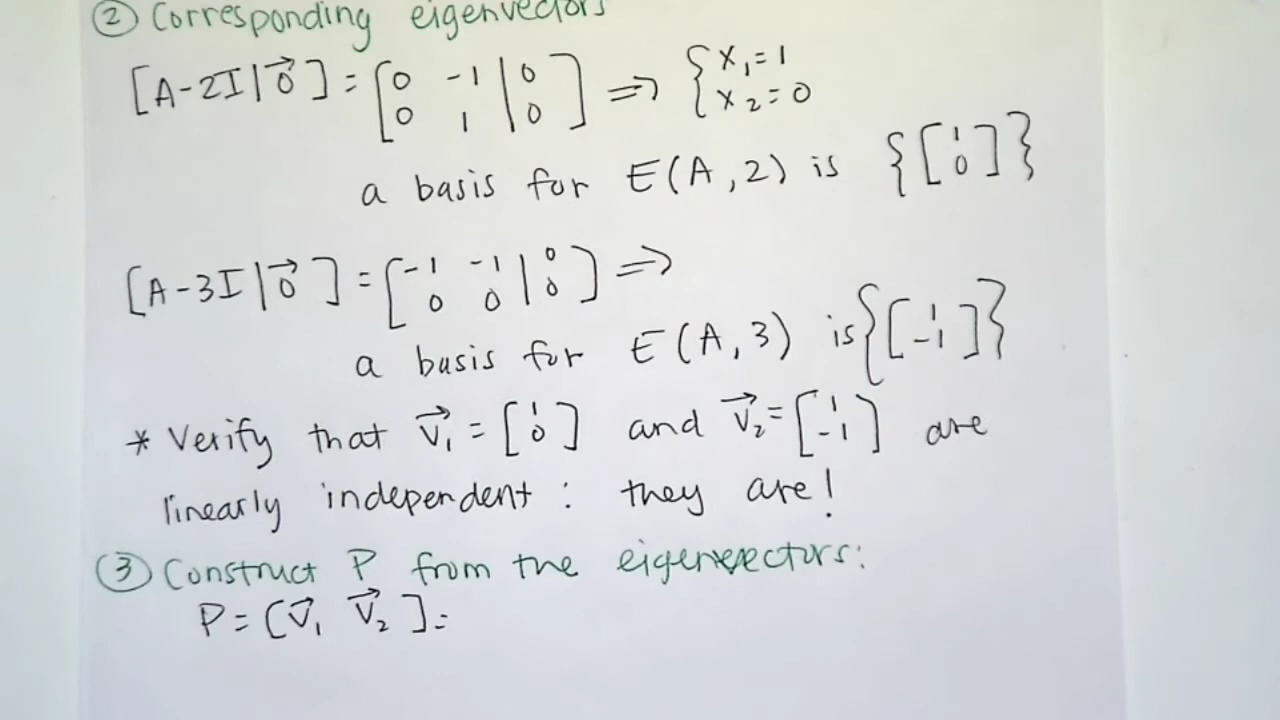 ② Corresponding eigenvectors
[A-2I|0⃗] = [0 -1 | 0; 0 1 | 0] ⇒ {x₁=1, x₂=0
a basis for E(A,2) is {[1; 0]}
[A-3I|0⃗] = [-1 -1 | 0; 0 0 | 0] ⇒
a basis for E(A,3) is {[1; -1]}
* Verify that v⃗₁ = [1; 0] and v⃗₂ = [1; -1] are
linearly independent: they are!
③ Construct P from the eigenvectors:
P = [v⃗₁ v⃗₂] =